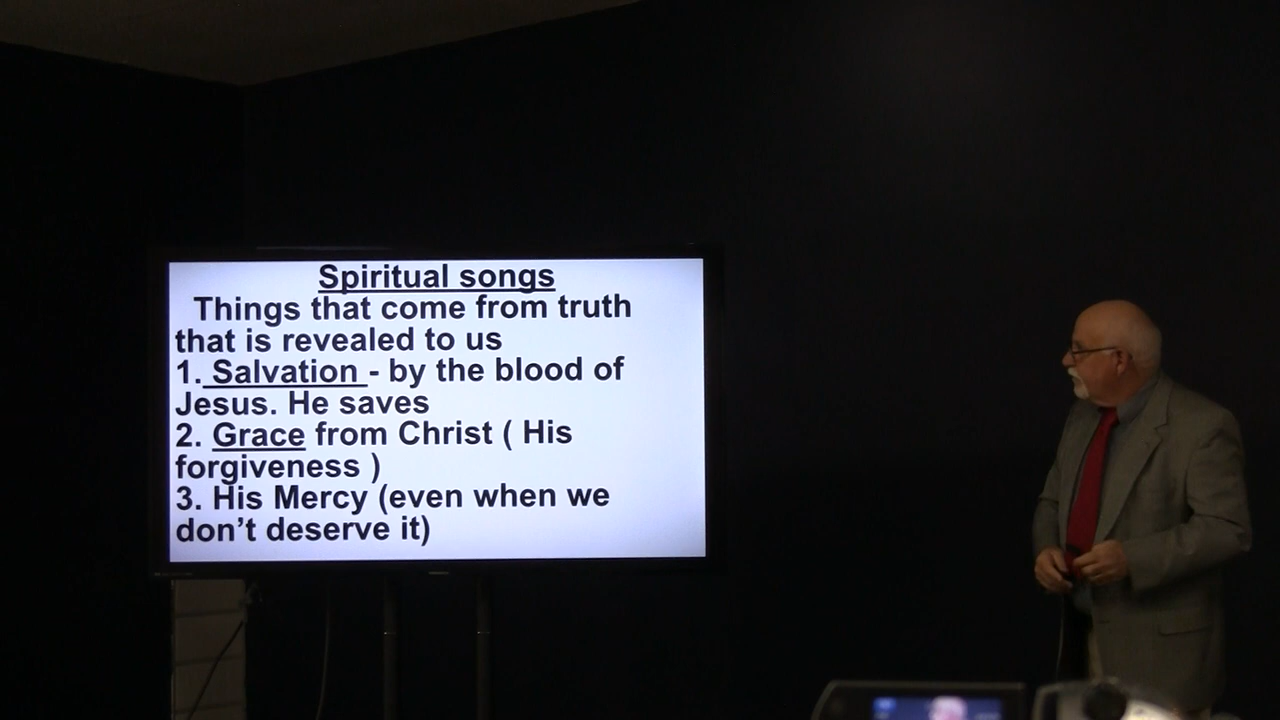 Spiritual songs
Things that come from truth
that is revealed to us
1. Salvation - by the blood of
Jesus. He saves
2. Grace from Christ ( His
forgiveness )
3. His Mercy (even when we
don't deserve it)